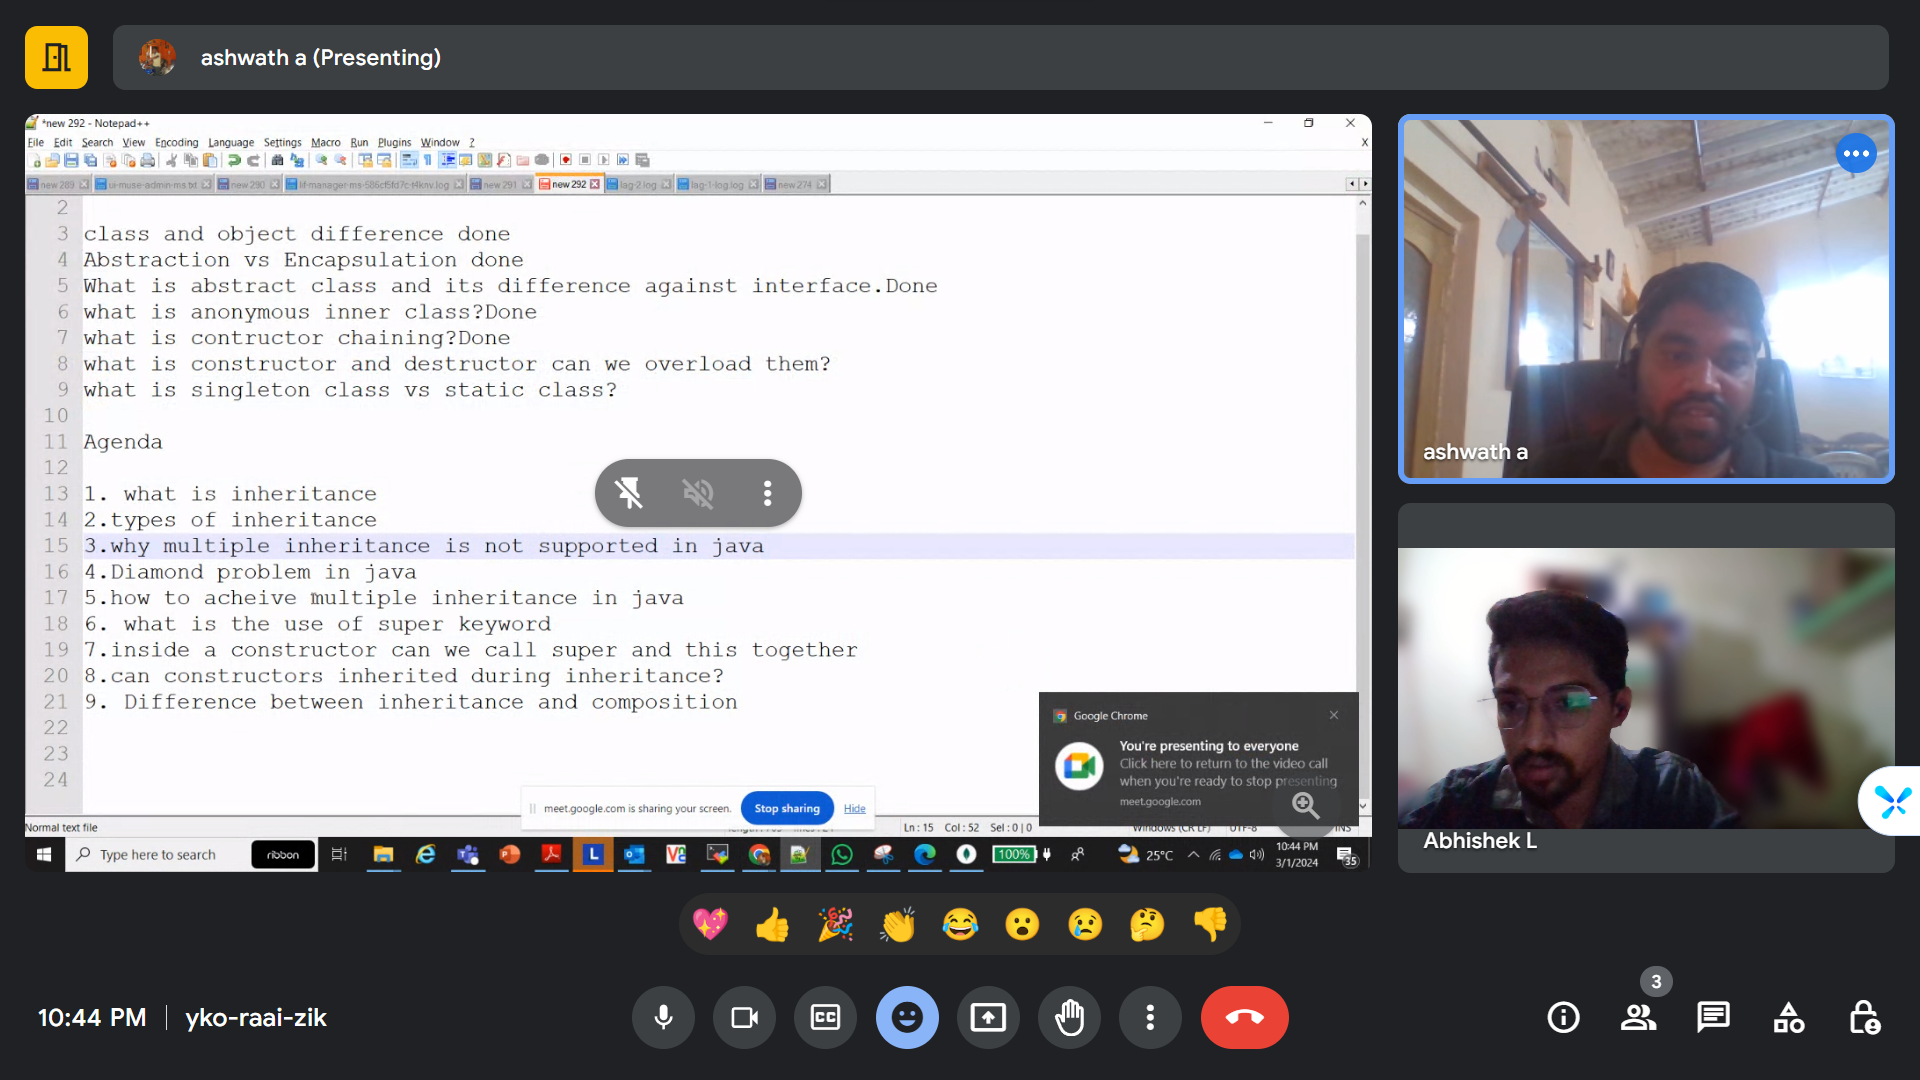 ashwath a (Presenting)
*new 292 - Notepad++
File Edit Search View Encoding Language Settings Macro Run Plugins Window ?
X
new 289
ui-muse-admin-ms.txt
new 290
new 291
new 292
lag-2.log
lag-1-log.log
new 274
2
3 class and object difference done
4 Abstraction vs Encapsulation done
5 What is abstract class and its difference against interface.Done
6 what is anonymous inner class?Done
7 what is contructor chaining?Done
8 what is constructor and destructor can we overload them?
9 what is singleton class vs static class?
10
11 Agenda
12
13 1. what is inheritance
14 2.types of inheritance
15 3.why multiple inheritance is not supported in java
16 4.Diamond problem in java
17 5.how to acheive multiple inheritance in java
18 6. what is the use of super keyword
19 7.inside a constructor can we call super and this together
20 8.can constructors inherited during inheritance?
21 9. Difference between inheritance and composition
22
23
24
Google Chrome
You're presenting to everyone
Click here to return to the video call
when you're ready to stop presenting
meet.google.com
meet.google.com is sharing your screen.
Stop sharing
Hide
Normal text file
Ln : 15 Col : 52 Sel : 0 | 0
Windows (CR LF)
UTF-8
INS
Type here to search
ribbon
L
100%
25°C
10:44 PM
3/1/2024
35
ashwath a
Abhishek L
10:44 PM
yko-raai-zik
CC
3